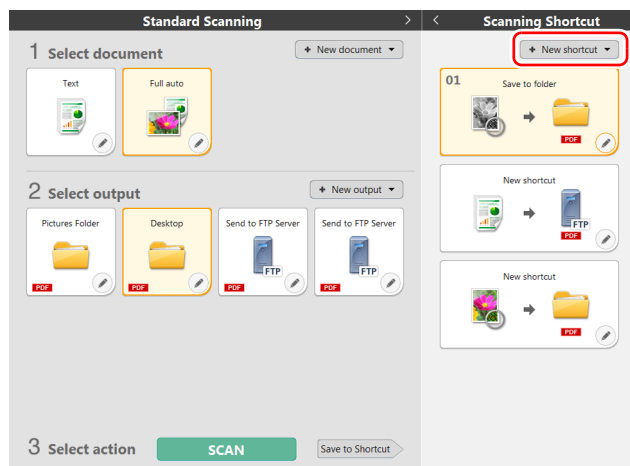 Standard Scanning >
1 Select document
+ New document ▼
Text
Full auto
2 Select output
+ New output ▼
Pictures Folder
PDF
Desktop
PDF
Send to FTP Server
FTP
PDF
Send to FTP Server
FTP
PDF
3 Select action
SCAN
Save to Shortcut
< Scanning Shortcut
+ New shortcut ▼
01 Save to folder
PDF
New shortcut
FTP
PDF
New shortcut
PDF